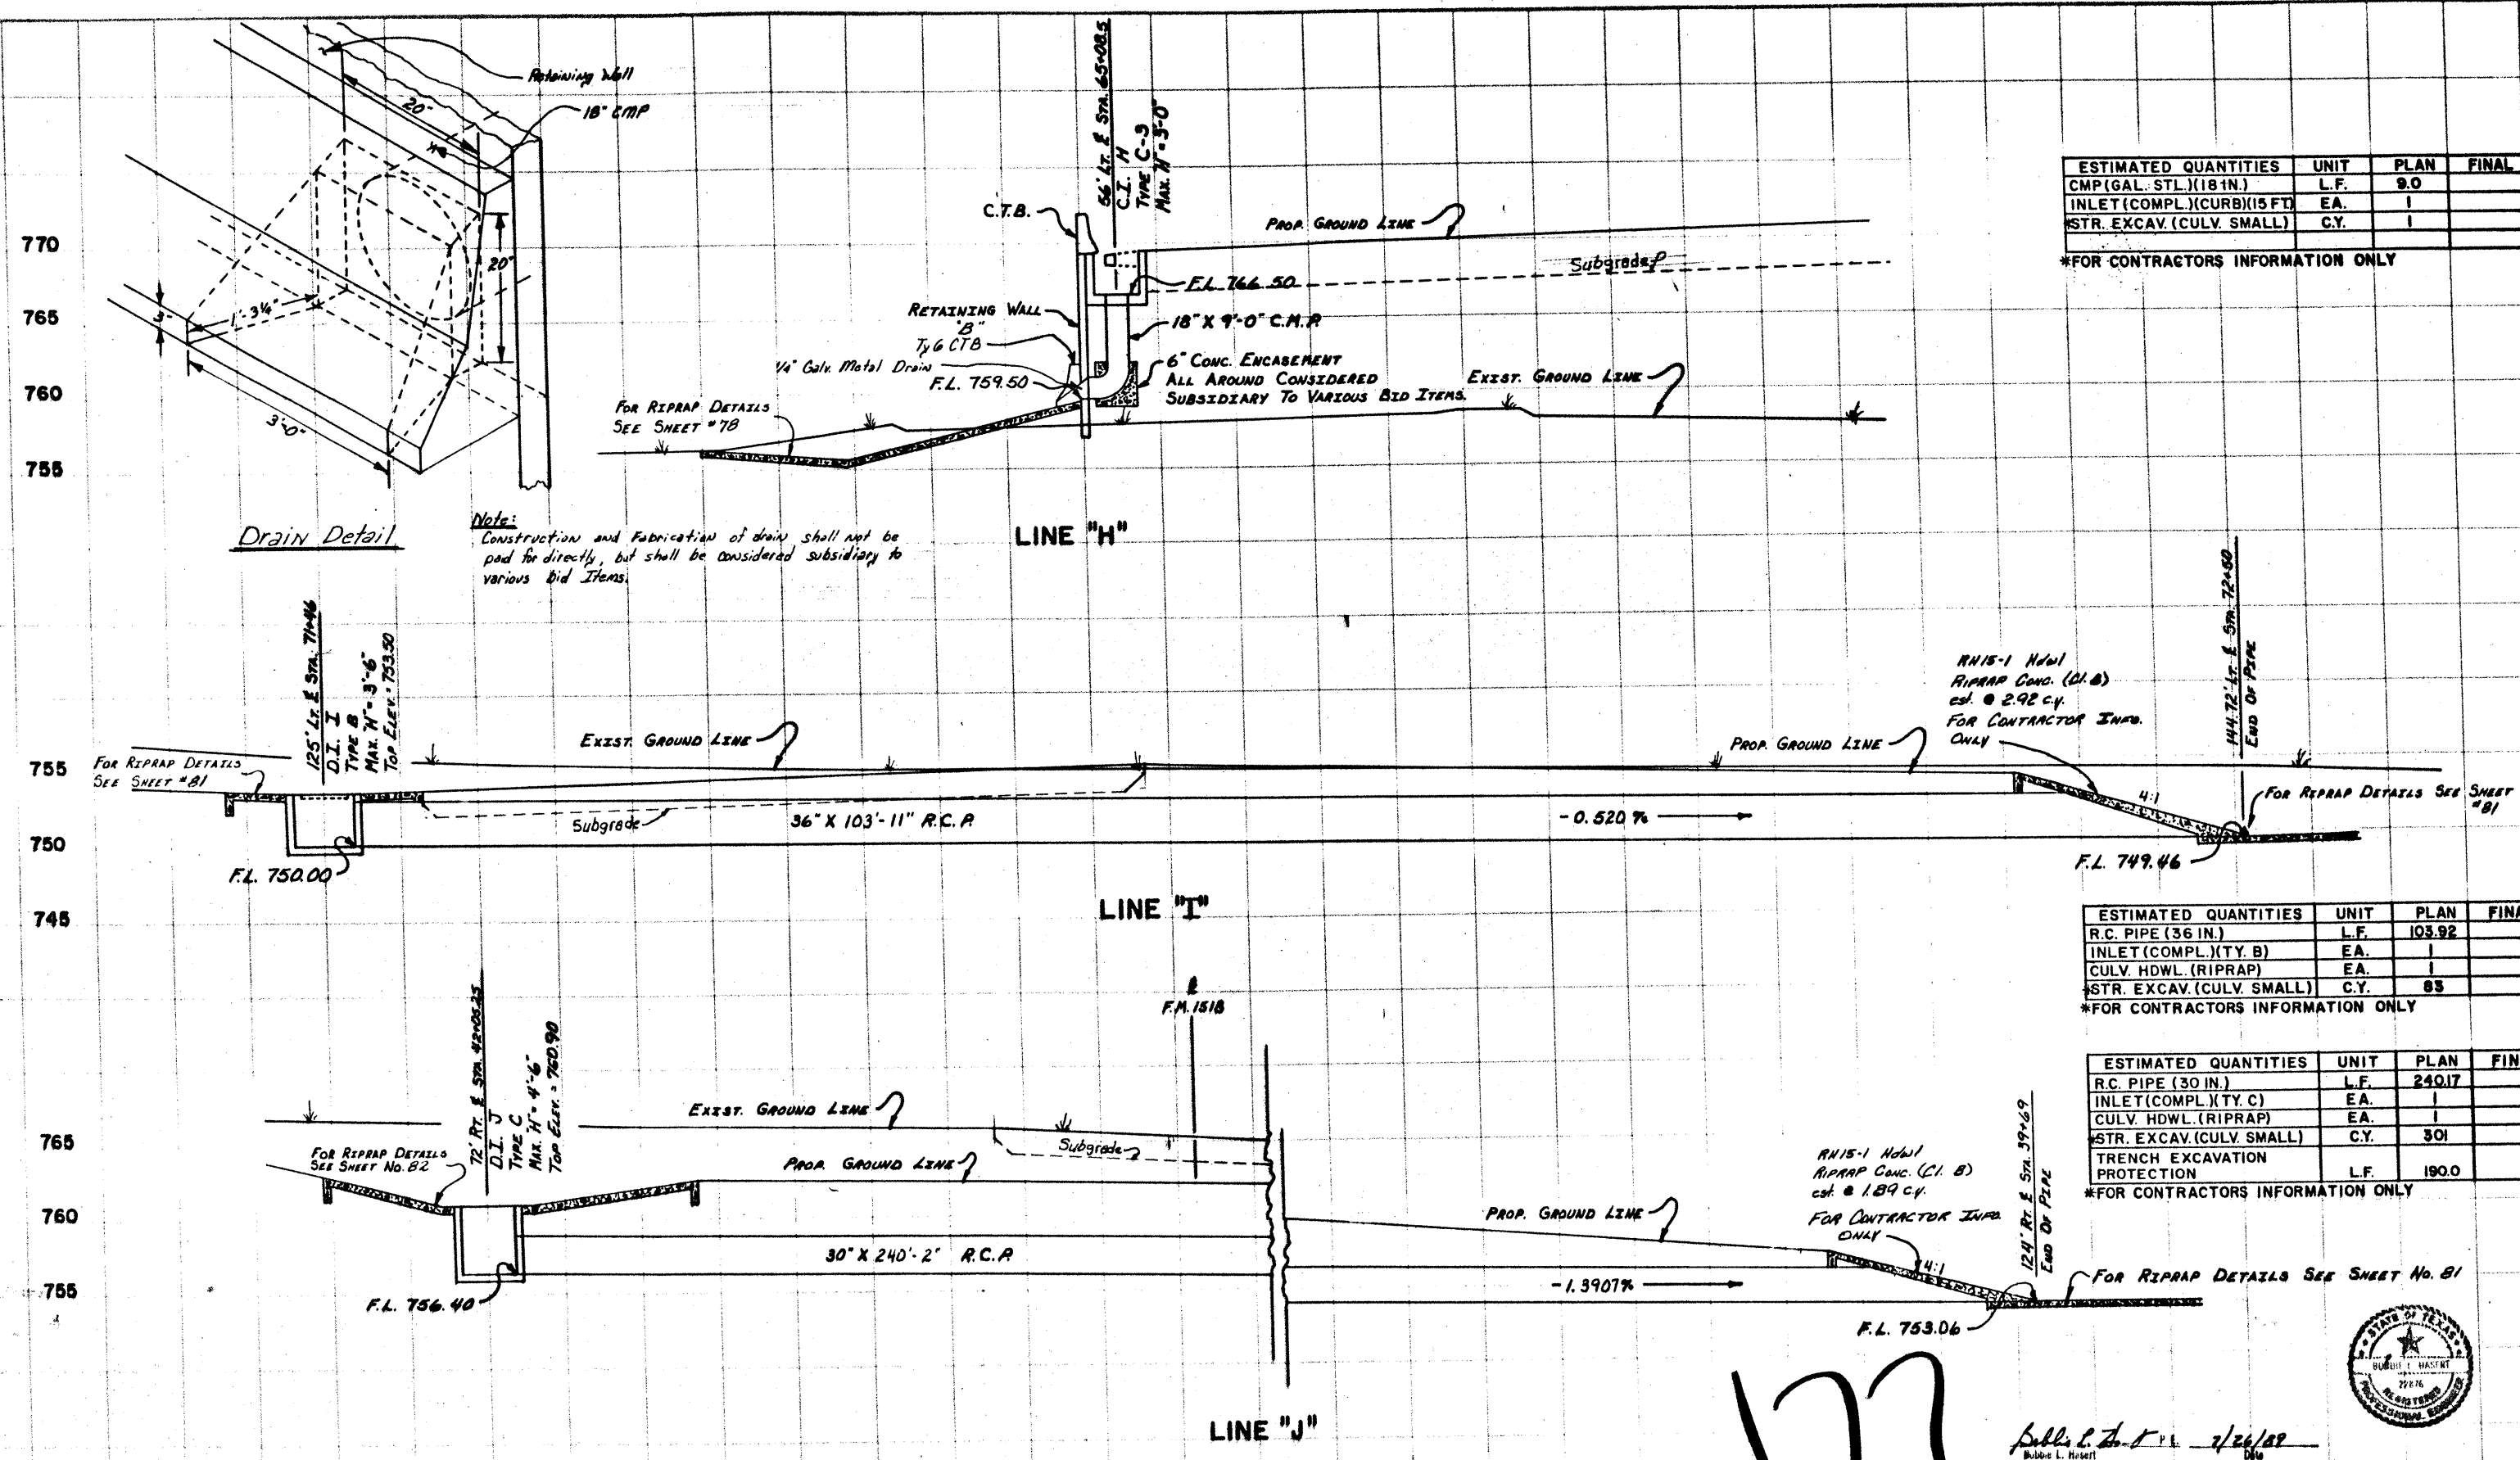 Retaining Wall
18" CMP
20"
20"
3"
3¼"
3'-0"
Drain Detail
Note:
Construction and Fabrication of drain shall not be
paid for directly, but shall be considered subsidiary to
various Bid Items.
770
765
760
755
56' LT. ℄ STA. 65+08.5
C.I. H
TYPE C-3
MAX. "H" = 3'-0"
C.T.B.
PROP. GROUND LINE
Subgrade
F.L. 766.50
RETAINING WALL
"B"
Ty 6 CTB
¼" Galv. Metal Drain
F.L. 759.50
18" X 9'-0" C.M.P.
6" CONC. ENCASEMENT
ALL AROUND CONSIDERED
SUBSIDIARY TO VARIOUS BID ITEMS.
EXIST. GROUND LINE
FOR RIPRAP DETAILS
SEE SHEET #78
LINE "H"
ESTIMATED QUANTITIES UNIT PLAN FINAL
CMP (GAL. STL.)(18 IN.) L.F. 9.0
INLET (COMPL.)(CURB)(15 FT) EA. 1
*STR. EXCAV. (CULV. SMALL) C.Y. 1
*FOR CONTRACTORS INFORMATION ONLY
125' LT. ℄ STA. 71+46
D.I. I
TYPE B
MAX. "H" = 3'-6"
TOP ELEV. = 753.50
755
750
745
FOR RIPRAP DETAILS
SEE SHEET #81
EXIST. GROUND LINE
PROP. GROUND LINE
Subgrade
36" X 103'-11" R.C.P.
-0.520 %
F.L. 750.00
RH15-1 Hdwl
RIPRAP CONC. (Cl. B)
est. @ 2.92 c.y.
FOR CONTRACTOR INFO.
ONLY
144.72' LT. ℄ STA. 72+50
END OF PIPE
4:1
FOR RIPRAP DETAILS SEE SHEET
#81
F.L. 749.46
LINE "I"
ESTIMATED QUANTITIES UNIT PLAN
R.C. PIPE (36 IN.) L.F. 103.92
INLET (COMPL.)(TY. B) EA. 1
CULV. HDWL. (RIPRAP) EA. 1
*STR. EXCAV. (CULV. SMALL) C.Y. 83
*FOR CONTRACTORS INFORMATION ONLY
F.M. 1518
72' RT. ℄ STA. 42+05.25
D.I. J
TYPE C
MAX. "H" = 4'-6"
TOP ELEV. = 760.90
765
760
755
FOR RIPRAP DETAILS
SEE SHEET No. 82
EXIST. GROUND LINE
Subgrade
PROP. GROUND LINE
30" X 240'-2" R.C.P.
F.L. 756.40
PROP. GROUND LINE
-1.3907%
RH15-1 Hdwl
RIPRAP CONC. (Cl. B)
est. @ 1.89 c.y.
FOR CONTRACTOR INFO.
ONLY
124' RT. ℄ STA. 39+69
END OF PIPE
4:1
FOR RIPRAP DETAILS SEE SHEET No. 81
F.L. 753.06
LINE "J"
ESTIMATED QUANTITIES UNIT PLAN
R.C. PIPE (30 IN.) L.F. 240.17
INLET (COMPL.)(TY. C) EA. 1
CULV. HDWL. (RIPRAP) EA. 1
*STR. EXCAV. (CULV. SMALL) C.Y. 301
TRENCH EXCAVATION
PROTECTION L.F. 190.0
*FOR CONTRACTORS INFORMATION ONLY
STATE OF TEXAS
REGISTERED
PROFESSIONAL ENGINEER
Bobbie L. Hasert
Date